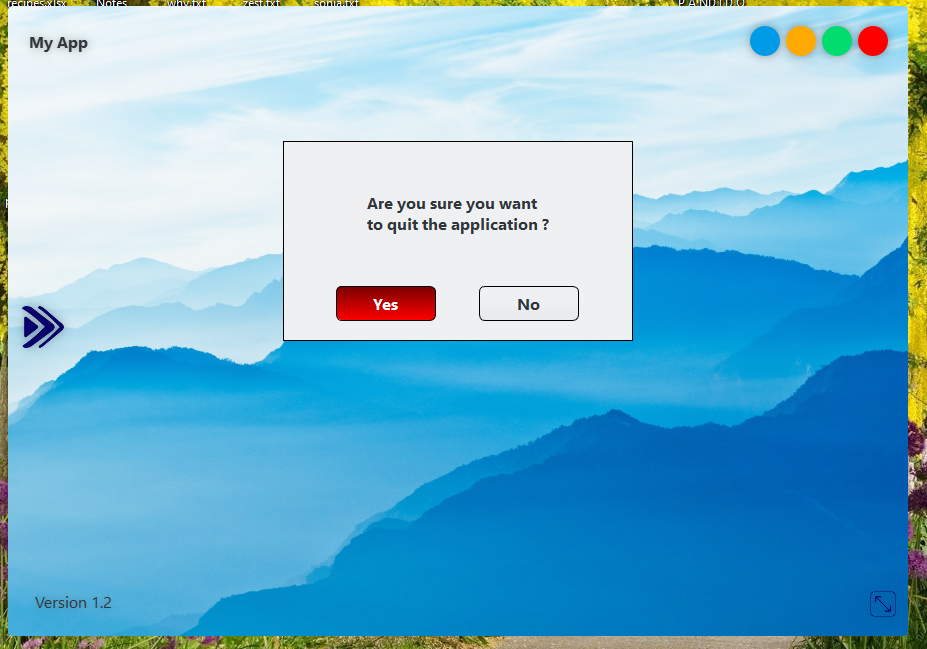 recipes.xlsx Notes why.txt zest.txt sonia.txt
My App
Are you sure you want
to quit the application ?
Yes No
Version 1.2